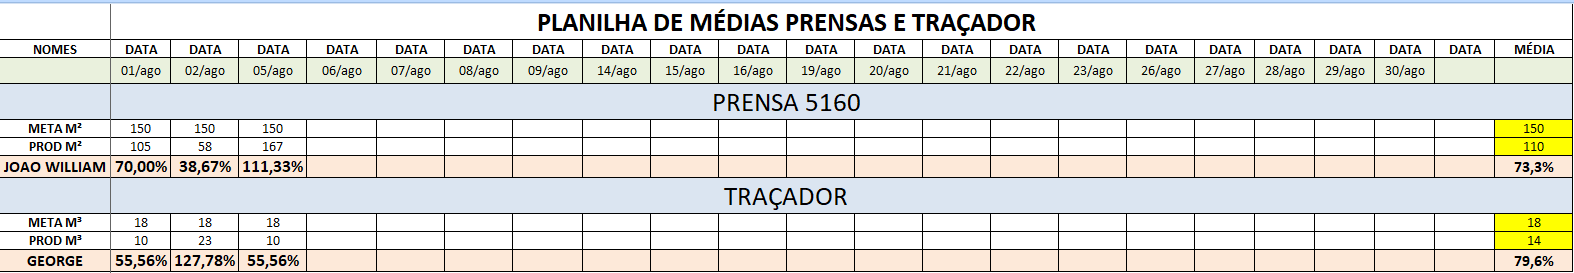 PLANILHA DE MÉDIAS PRENSAS E TRAÇADOR
NOMES DATA DATA DATA DATA DATA DATA DATA DATA DATA DATA DATA DATA DATA DATA DATA DATA DATA DATA DATA DATA DATA MÉDIA
01/ago 02/ago 05/ago 06/ago 07/ago 08/ago 09/ago 14/ago 15/ago 16/ago 19/ago 20/ago 21/ago 22/ago 23/ago 26/ago 27/ago 28/ago 29/ago 30/ago
PRENSA 5160
META M² 150 150 150 150
PROD M² 105 58 167 110
JOAO WILLIAM 70,00% 38,67% 111,33% 73,3%
TRAÇADOR
META M³ 18 18 18 18
PROD M³ 10 23 10 14
GEORGE 55,56% 127,78% 55,56% 79,6%